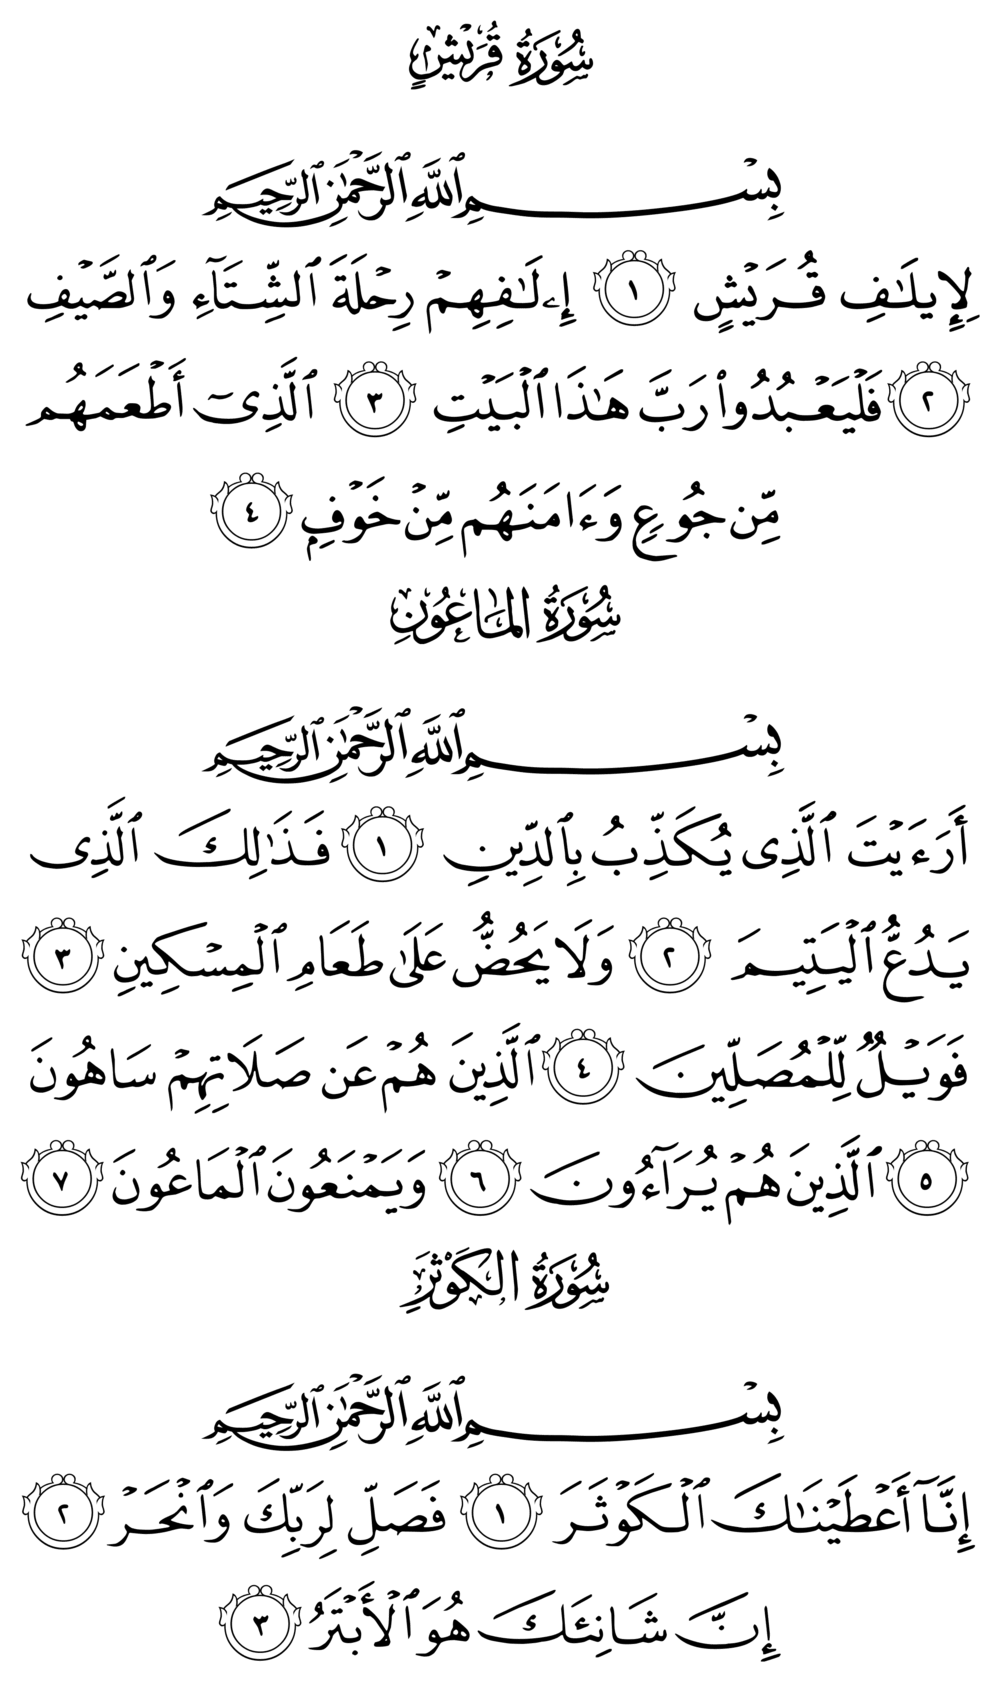 سُورَةُ قُرَيْشٍ
بِسْمِ ٱللَّهِ ٱلرَّحْمَٰنِ ٱلرَّحِيمِ
لِإِيلَٰفِ قُرَيْشٍ ١ إِۦلَٰفِهِمْ رِحْلَةَ ٱلشِّتَآءِ وَٱلصَّيْفِ
٢ فَلْيَعْبُدُوا۟ رَبَّ هَٰذَا ٱلْبَيْتِ ٣ ٱلَّذِىٓ أَطْعَمَهُم
مِّن جُوعٍ وَءَامَنَهُم مِّنْ خَوْفٍۭ ٤
سُورَةُ المَاعُونِ
بِسْمِ ٱللَّهِ ٱلرَّحْمَٰنِ ٱلرَّحِيمِ
أَرَءَيْتَ ٱلَّذِى يُكَذِّبُ بِٱلدِّينِ ١ فَذَٰلِكَ ٱلَّذِى
يَدُعُّ ٱلْيَتِيمَ ٢ وَلَا يَحُضُّ عَلَىٰ طَعَامِ ٱلْمِسْكِينِ ٣
فَوَيْلٌ لِّلْمُصَلِّينَ ٤ ٱلَّذِينَ هُمْ عَن صَلَاتِهِمْ سَاهُونَ
٥ ٱلَّذِينَ هُمْ يُرَآءُونَ ٦ وَيَمْنَعُونَ ٱلْمَاعُونَ ٧
سُورَةُ الكَوْثَرِ
بِسْمِ ٱللَّهِ ٱلرَّحْمَٰنِ ٱلرَّحِيمِ
إِنَّآ أَعْطَيْنَٰكَ ٱلْكَوْثَرَ ١ فَصَلِّ لِرَبِّكَ وَٱنْحَرْ ٢
إِنَّ شَانِئَكَ هُوَ ٱلْأَبْتَرُ ٣